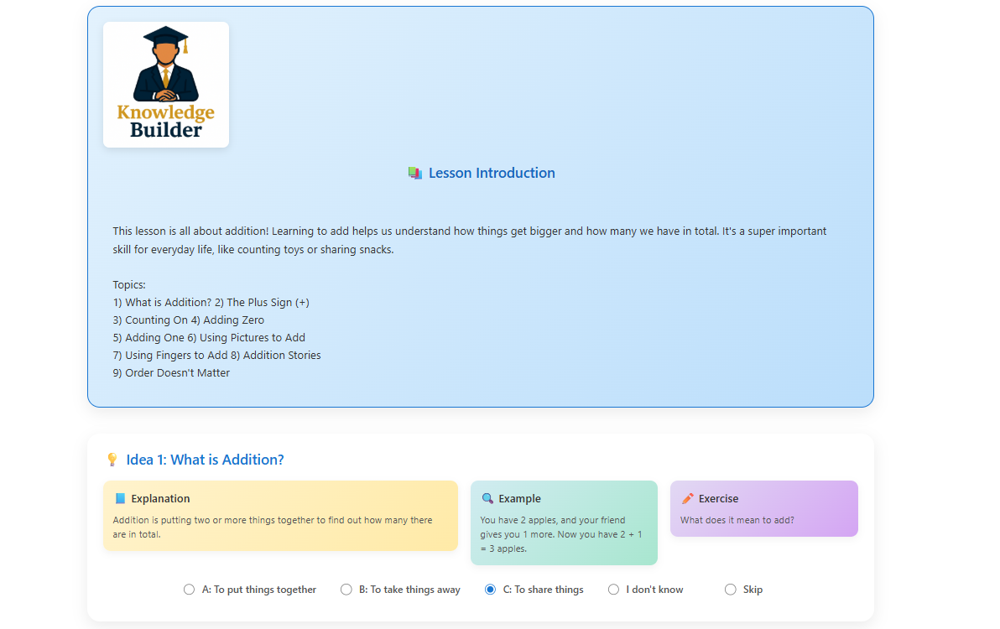 Knowledge
Builder
Lesson Introduction
This lesson is all about addition! Learning to add helps us understand how things get bigger and how many we have in total. It's a super important
skill for everyday life, like counting toys or sharing snacks.
Topics:
1) What is Addition? 2) The Plus Sign (+)
3) Counting On 4) Adding Zero
5) Adding One 6) Using Pictures to Add
7) Using Fingers to Add 8) Addition Stories
9) Order Doesn't Matter
Idea 1: What is Addition?
Explanation
Addition is putting two or more things together to find out how many there
are in total.
Example
You have 2 apples, and your friend
gives you 1 more. Now you have 2 + 1
= 3 apples.
Exercise
What does it mean to add?
A: To put things together
B: To take things away
C: To share things
I don't know
Skip